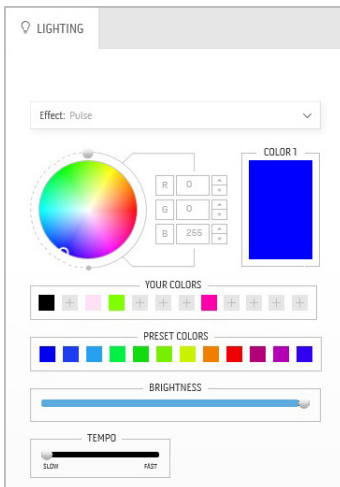 LIGHTING
Effect: Pulse
COLOR 1
R 0
G 0
B 255
YOUR COLORS
PRESET COLORS
BRIGHTNESS
TEMPO
SLOW FAST